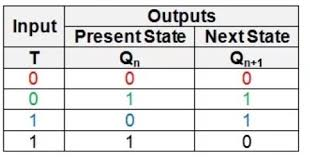 Input Outputs
Present State Next State
T Qn Qn+1
0 0 0
0 1 1
1 0 1
1 1 0